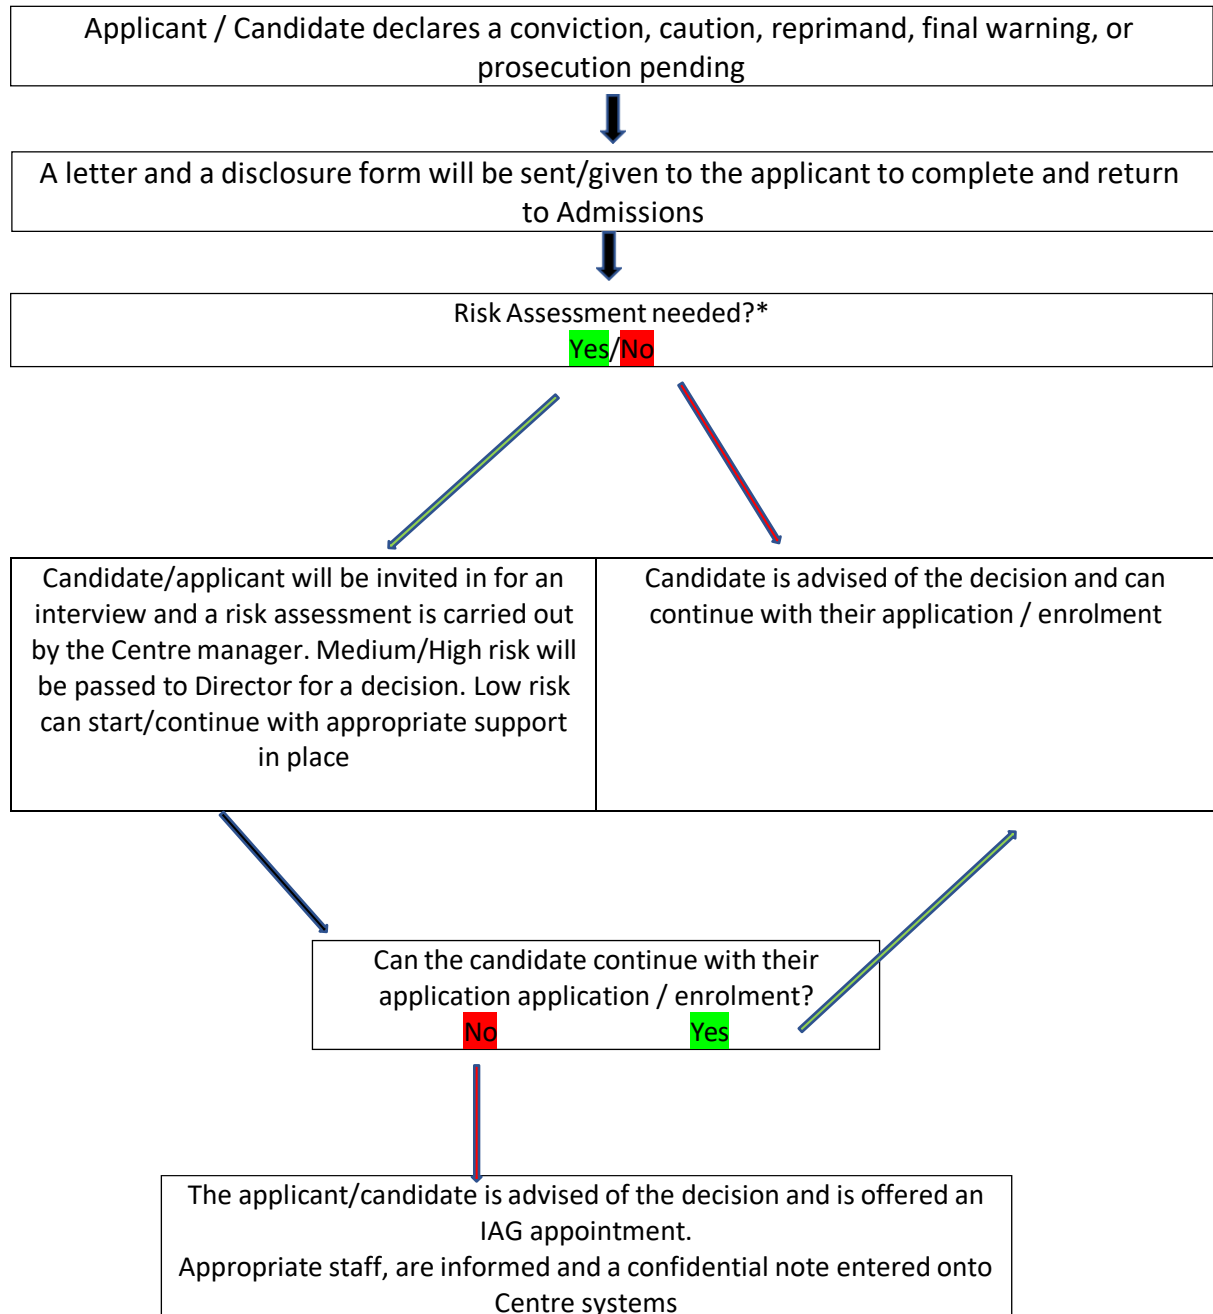 Applicant / Candidate declares a conviction, caution, reprimand, final warning, or
prosecution pending
A letter and a disclosure form will be sent/given to the applicant to complete and return
to Admissions
Risk Assessment needed?*
Yes/No
Candidate/applicant will be invited in for an
interview and a risk assessment is carried out
by the Centre manager. Medium/High risk will
be passed to Director for a decision. Low risk
can start/continue with appropriate support
in place
Candidate is advised of the decision and can
continue with their application / enrolment
Can the candidate continue with their
application application / enrolment?
No Yes
The applicant/candidate is advised of the decision and is offered an
IAG appointment.
Appropriate staff, are informed and a confidential note entered onto
Centre systems